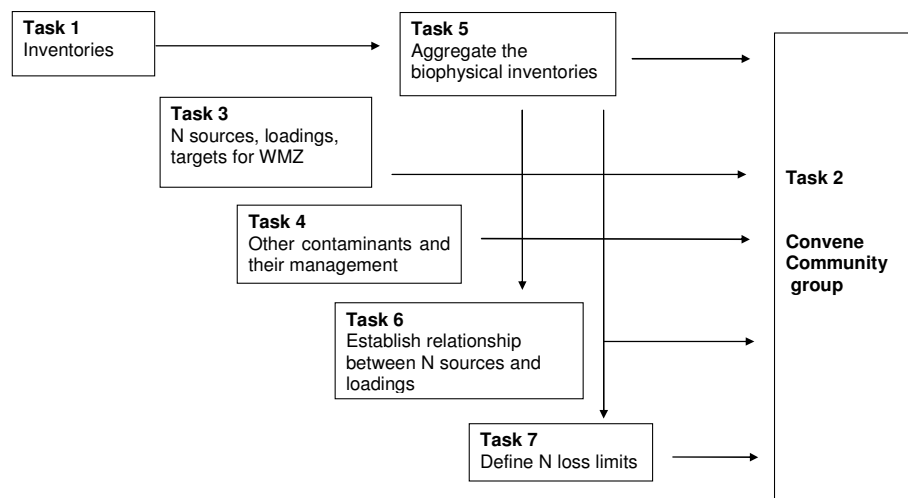 Task 1
Inventories
Task 5
Aggregate the
biophysical inventories
Task 3
N sources, loadings,
targets for WMZ
Task 4
Other contaminants and
their management
Task 6
Establish relationship
between N sources and
loadings
Task 7
Define N loss limits
Task 2
Convene
Community
group